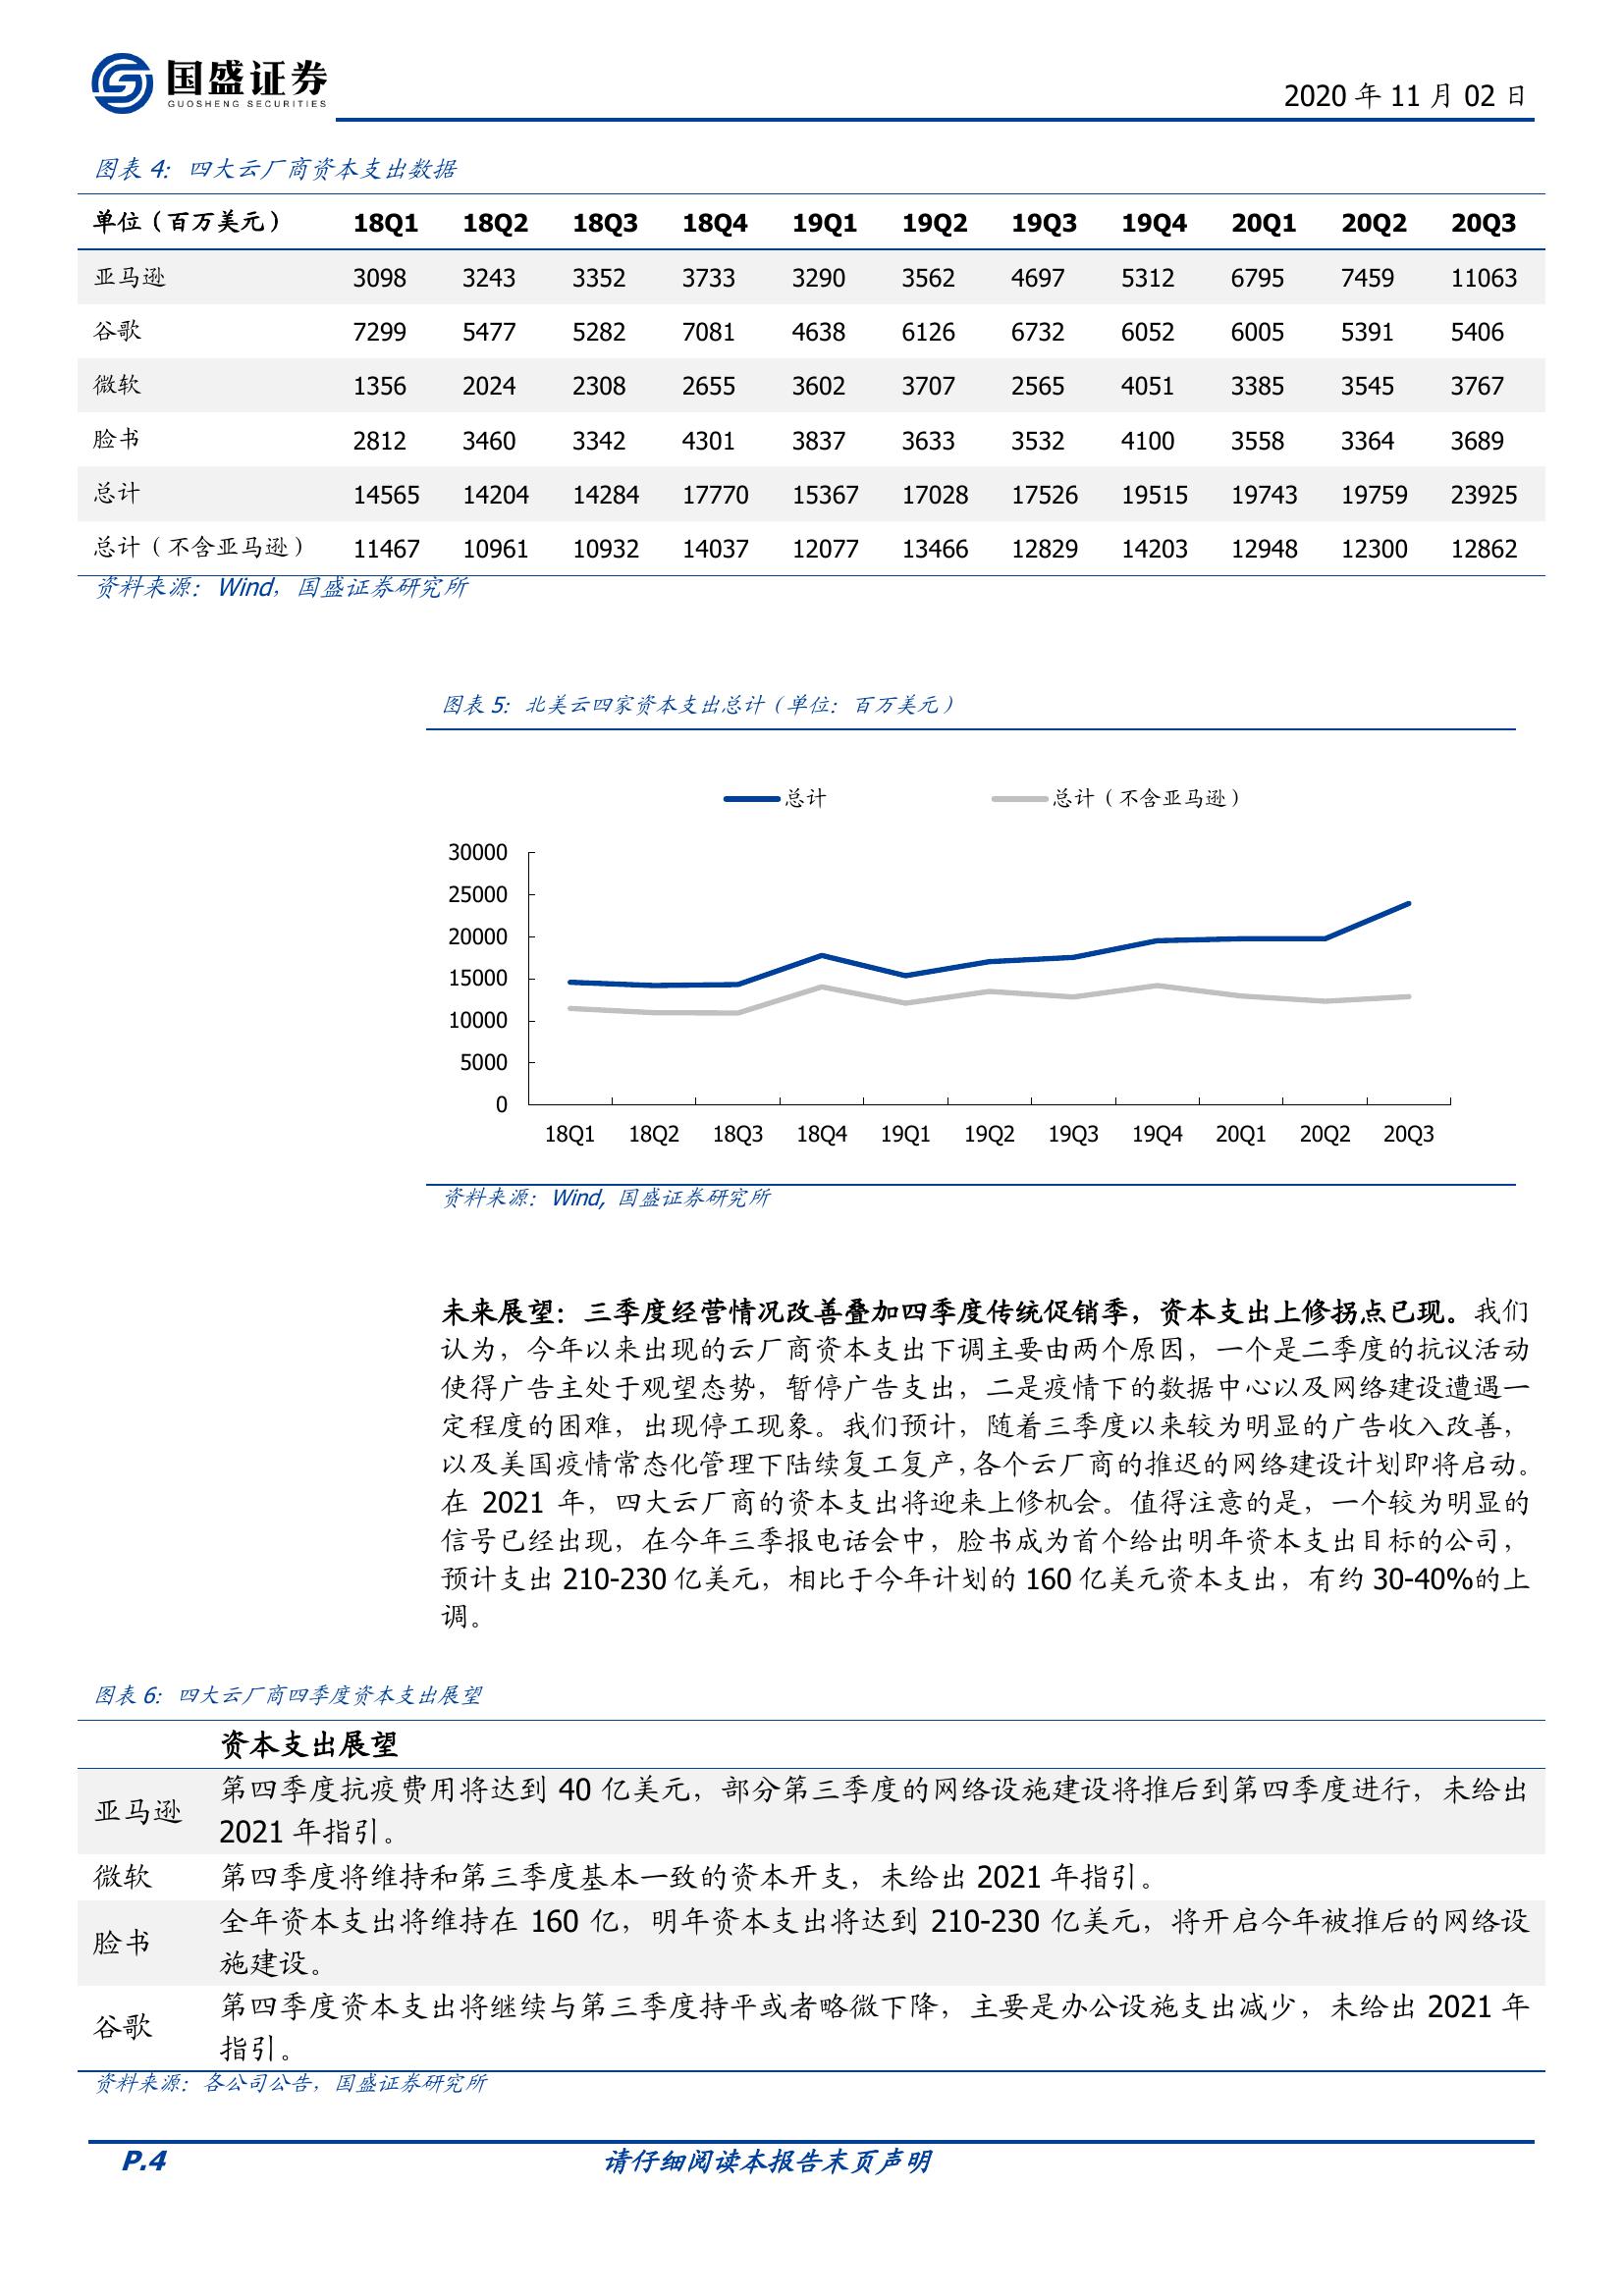 国盛证券
GUOSHENG SECURITIES
2020 年 11 月 02 日
图表 4：四大云厂商资本支出数据
单位（百万美元） 18Q1 18Q2 18Q3 18Q4 19Q1 19Q2 19Q3 19Q4 20Q1 20Q2 20Q3
亚马逊 3098 3243 3352 3733 3290 3562 4697 5312 6795 7459 11063
谷歌 7299 5477 5282 7081 4638 6126 6732 6052 6005 5391 5406
微软 1356 2024 2308 2655 3602 3707 2565 4051 3385 3545 3767
脸书 2812 3460 3342 4301 3837 3633 3532 4100 3558 3364 3689
总计 14565 14204 14284 17770 15367 17028 17526 19515 19743 19759 23925
总计（不含亚马逊） 11467 10961 10932 14037 12077 13466 12829 14203 12948 12300 12862
资料来源：Wind，国盛证券研究所
图表 5：北美云四家资本支出总计（单位：百万美元）
总计 总计（不含亚马逊）
30000
25000
20000
15000
10000
5000
0
18Q1 18Q2 18Q3 18Q4 19Q1 19Q2 19Q3 19Q4 20Q1 20Q2 20Q3
资料来源：Wind, 国盛证券研究所
未来展望：三季度经营情况改善叠加四季度传统促销季，资本支出上修拐点已现。我们
认为，今年以来出现的云厂商资本支出下调主要由两个原因，一个是二季度的抗议活动
使得广告主处于观望态势，暂停广告支出，二是疫情下的数据中心以及网络建设遭遇一
定程度的困难，出现停工现象。我们预计，随着三季度以来较为明显的广告收入改善，
以及美国疫情常态化管理下陆续复工复产，各个云厂商的推迟的网络建设计划即将启动。
在 2021 年，四大云厂商的资本支出将迎来上修机会。值得注意的是，一个较为明显的
信号已经出现，在今年三季报电话会中，脸书成为首个给出明年资本支出目标的公司，
预计支出 210-230 亿美元，相比于今年计划的 160 亿美元资本支出，有约 30-40%的上
调。
图表 6：四大云厂商四季度资本支出展望
资本支出展望
亚马逊 第四季度抗疫费用将达到 40 亿美元，部分第三季度的网络设施建设将推后到第四季度进行，未给出
2021 年指引。
微软 第四季度将维持和第三季度基本一致的资本开支，未给出 2021 年指引。
脸书 全年资本支出将维持在 160 亿，明年资本支出将达到 210-230 亿美元，将开启今年被推后的网络设
施建设。
谷歌 第四季度资本支出将继续与第三季度持平或者略微下降，主要是办公设施支出减少，未给出 2021 年
指引。
资料来源：各公司公告，国盛证券研究所
P.4 请仔细阅读本报告末页声明